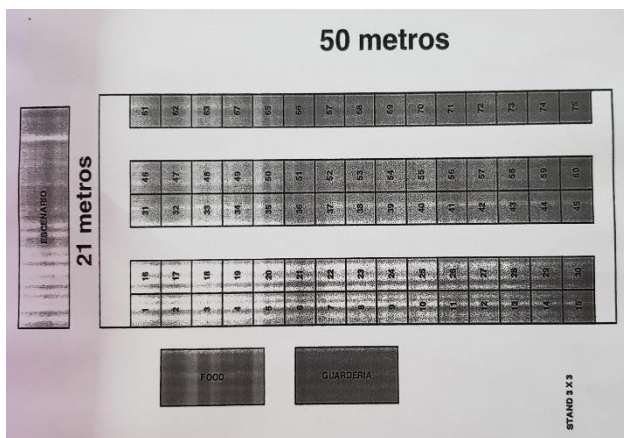 50 metros
61 62 63 67 65 66 67 68 69 70 71 72 73 74 75
46 47 48 49 50 51 52 53 54 55 56 57 58 59 60
31 32 33 34 35 36 37 38 39 40 41 42 43 44 45
16 17 18 19 20 21 22 23 24 25 26 27 28 29 30
1 2 3 4 5 6 7 8 9 10 11 12 13 14 15
ESCENARIO
21 metros
FOOD
GUARDERIA
STAND 3 X 3